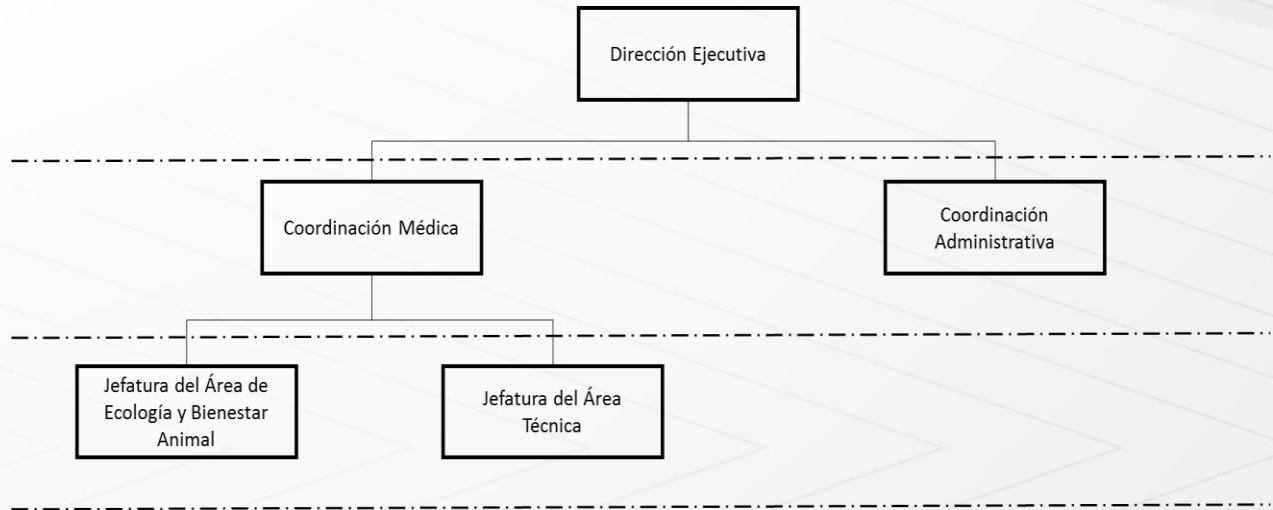 Dirección Ejecutiva
Coordinación Médica
Coordinación
Administrativa
Jefatura del Área de
Ecología y Bienestar
Animal
Jefatura del Área
Técnica